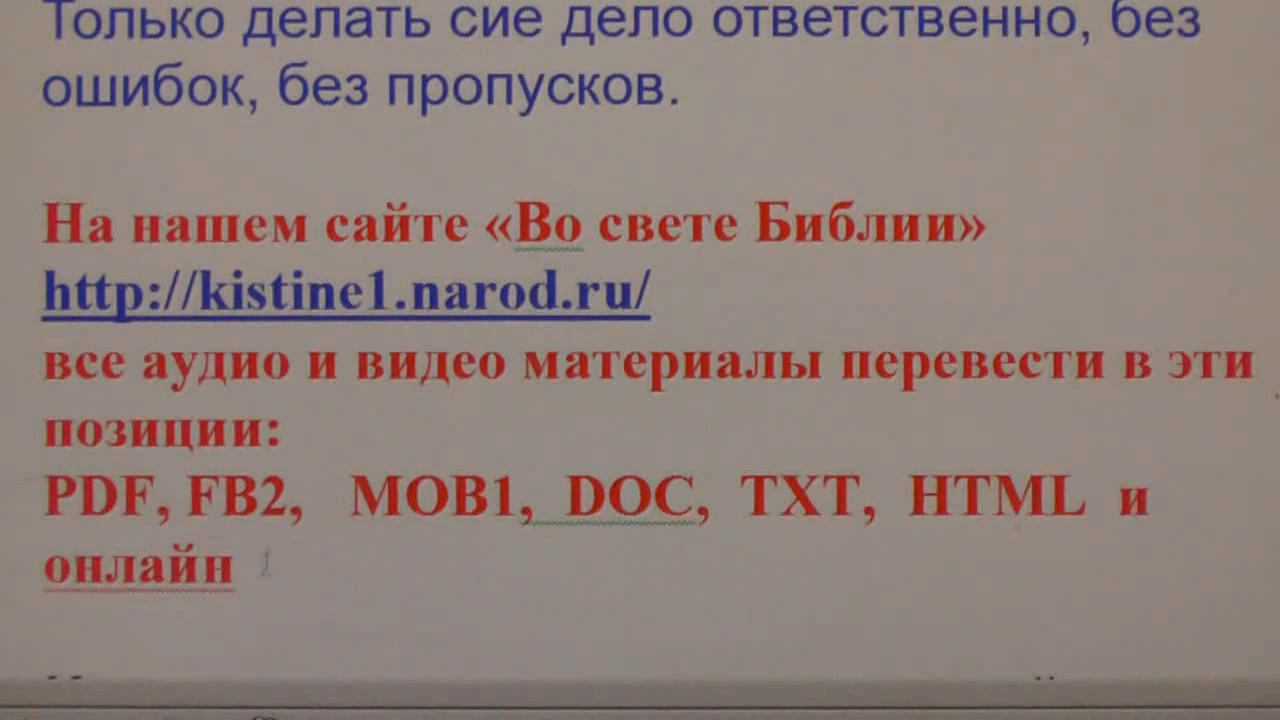 Только делать сие дело ответственно, без
ошибок, без пропусков.
На нашем сайте «Во свете Библии»
http://kistine1.narod.ru/
все аудио и видео материалы перевести в эти
позиции:
PDF, FB2, MOB1, DOC, TXT, HTML и
онлайн